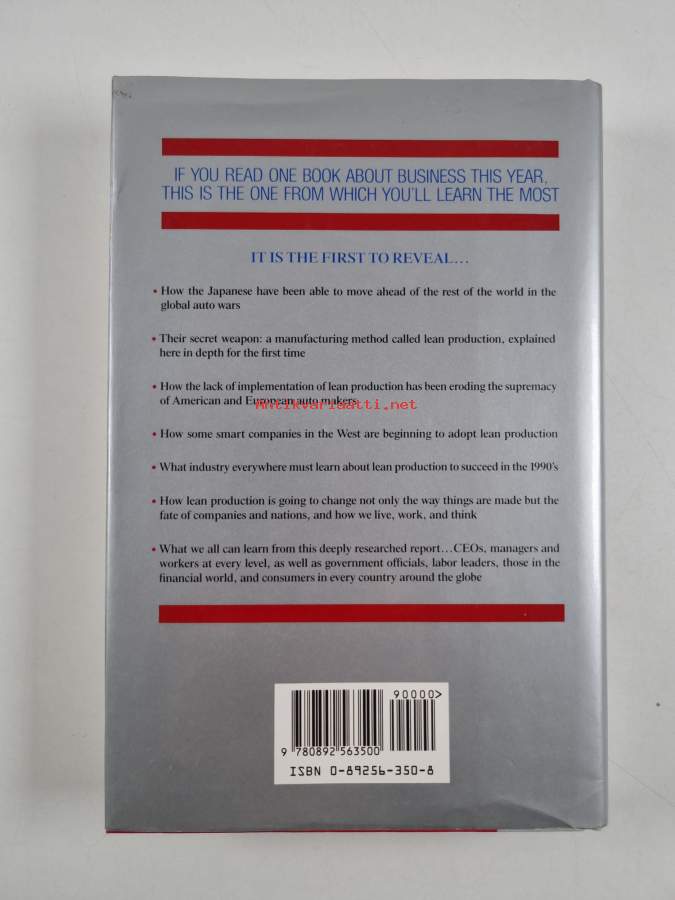 IF YOU READ ONE BOOK ABOUT BUSINESS THIS YEAR,
THIS IS THE ONE FROM WHICH YOU'LL LEARN THE MOST
IT IS THE FIRST TO REVEAL...
• How the Japanese have been able to move ahead of the rest of the world in the
global auto wars
• Their secret weapon: a manufacturing method called lean production, explained
here in depth for the first time
• How the lack of implementation of lean production has been eroding the supremacy
of American and European auto makers
Antikvariaatti.net
• How some smart companies in the West are beginning to adopt lean production
• What industry everywhere must learn about lean production to succeed in the 1990's
• How lean production is going to change not only the way things are made but the
fate of companies and nations, and how we live, work, and think
• What we all can learn from this deeply researched report...CEOs, managers and
workers at every level, as well as government officials, labor leaders, those in the
financial world, and consumers in every country around the globe
90000>
9 780892 563500
ISBN 0-89256-350-8